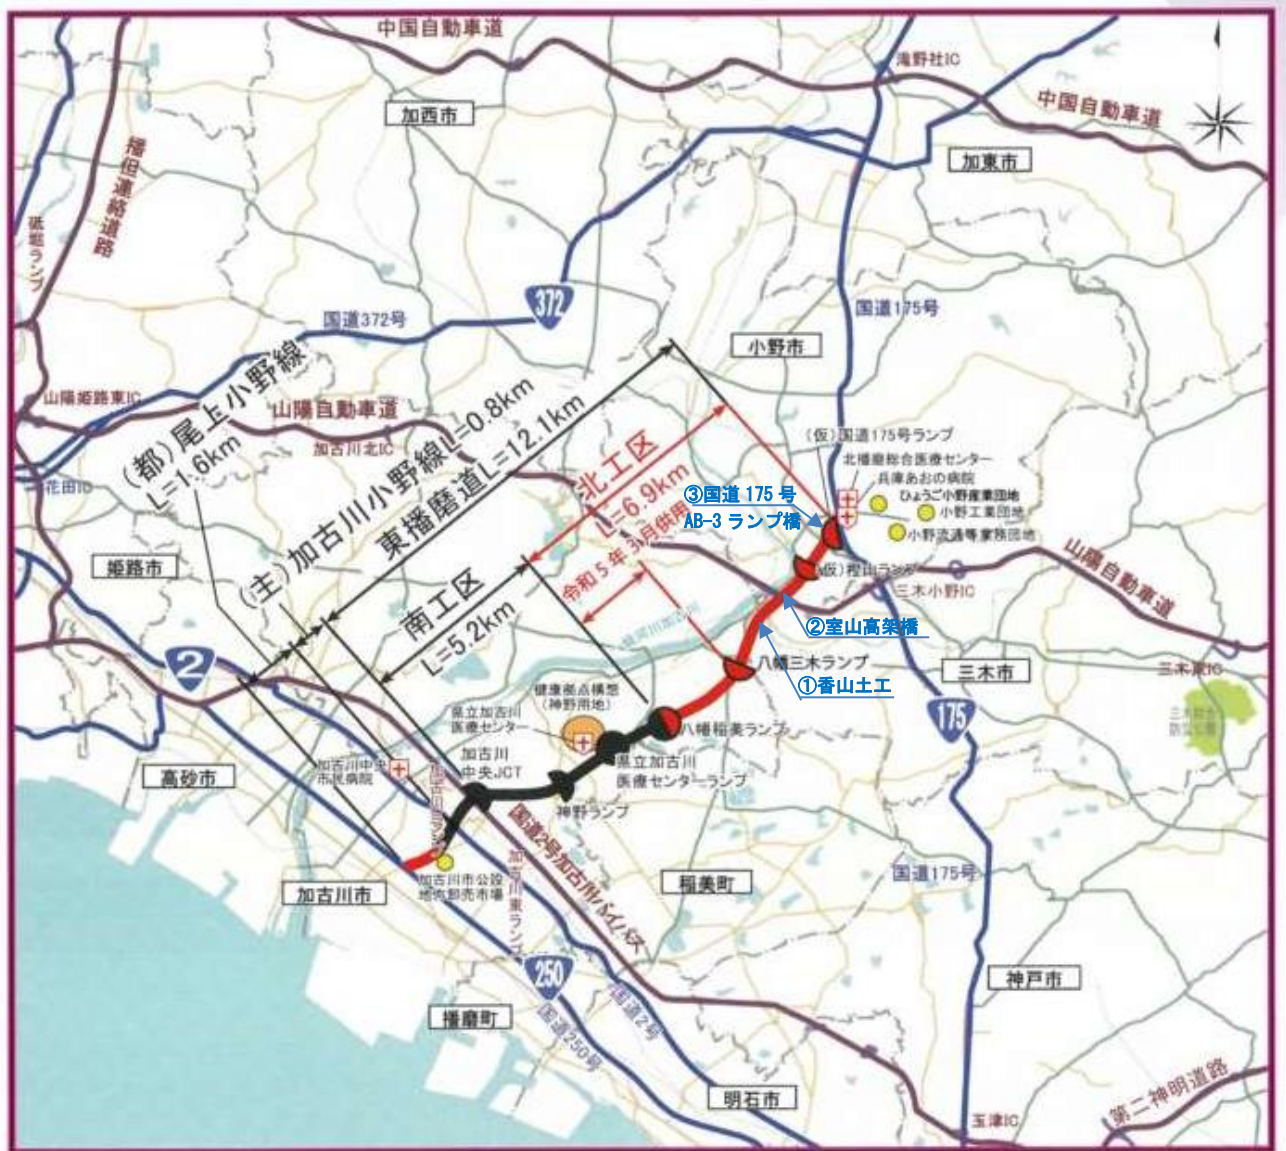 中国自動車道
滝野社IC
中国自動車道
加西市
加東市
播但連絡道路
砥堀ランプ
372
国道372号
国道175号
小野市
山陽姫路東IC
山陽自動車道
加古川北IC
花田IC
(都)尾上小野線
L=1.6km
(主)加古川小野線L=0.8km
東播磨道L=12.1km
北工区
L=6.9km
令和5年3月供用
南工区
L=5.2km
(仮)国道175号ランプ
北播磨総合医療センター
兵庫あおの病院
ひょうご小野産業団地
小野工業団地
小野流通等業務団地
③国道175号
AB-3ランプ橋
(仮)樫山ランプ
三木小野IC
山陽自動車道
②室山高架橋
①香山土工
八幡三木ランプ
三木市
三木東IC
175
姫路市
2
健康拠点構想
(神野用地)
県立加古川
医療センター
八幡稲美ランプ
県立加古川
医療センターランプ
加古川
中央JCT
神野ランプ
加古川中央
市民病院
高砂市
加古川市
加古川市公設
地方卸売市場
国道2号加古川バイパス
加古川東ランプ
稲美町
国道175号
250
国道2号
国道250号
播磨町
神戸市
明石市
玉津IC
第二神明道路